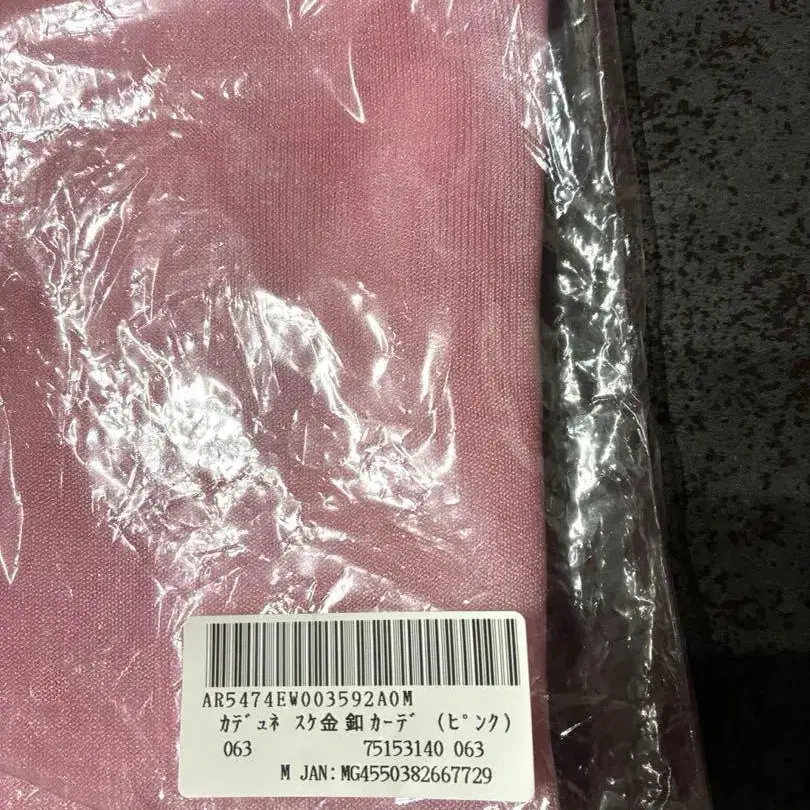 AR5474EW003592A0M
ｶﾃﾞｭﾈ ｽｹ金釦ｶｰﾃﾞ (ﾋﾟﾝｸ)
063 75153140 063
M JAN:MG4550382667729